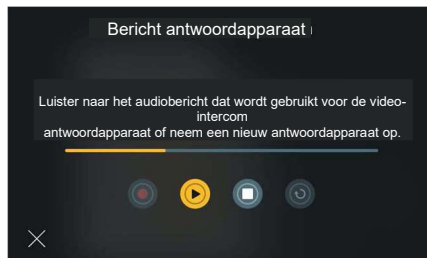 Bericht antwoordapparaat
Luister naar het audiobericht dat wordt gebruikt voor de video-
intercom
antwoordapparaat of neem een nieuw antwoordapparaat op.